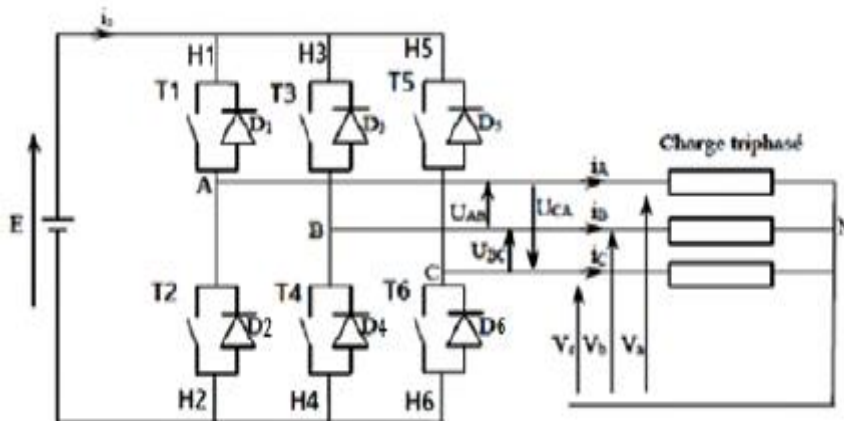 i₀
H1 H3 H5
T1 T3 T5
D₁ D₃ D₅
Charge triphasé
A
i_A
E
U_AB U_CA
i_B
N
B
U_BC
i_C
C
T2 T4 T6
D2 D4 D6
V_c V_b V_a
H2 H4 H6